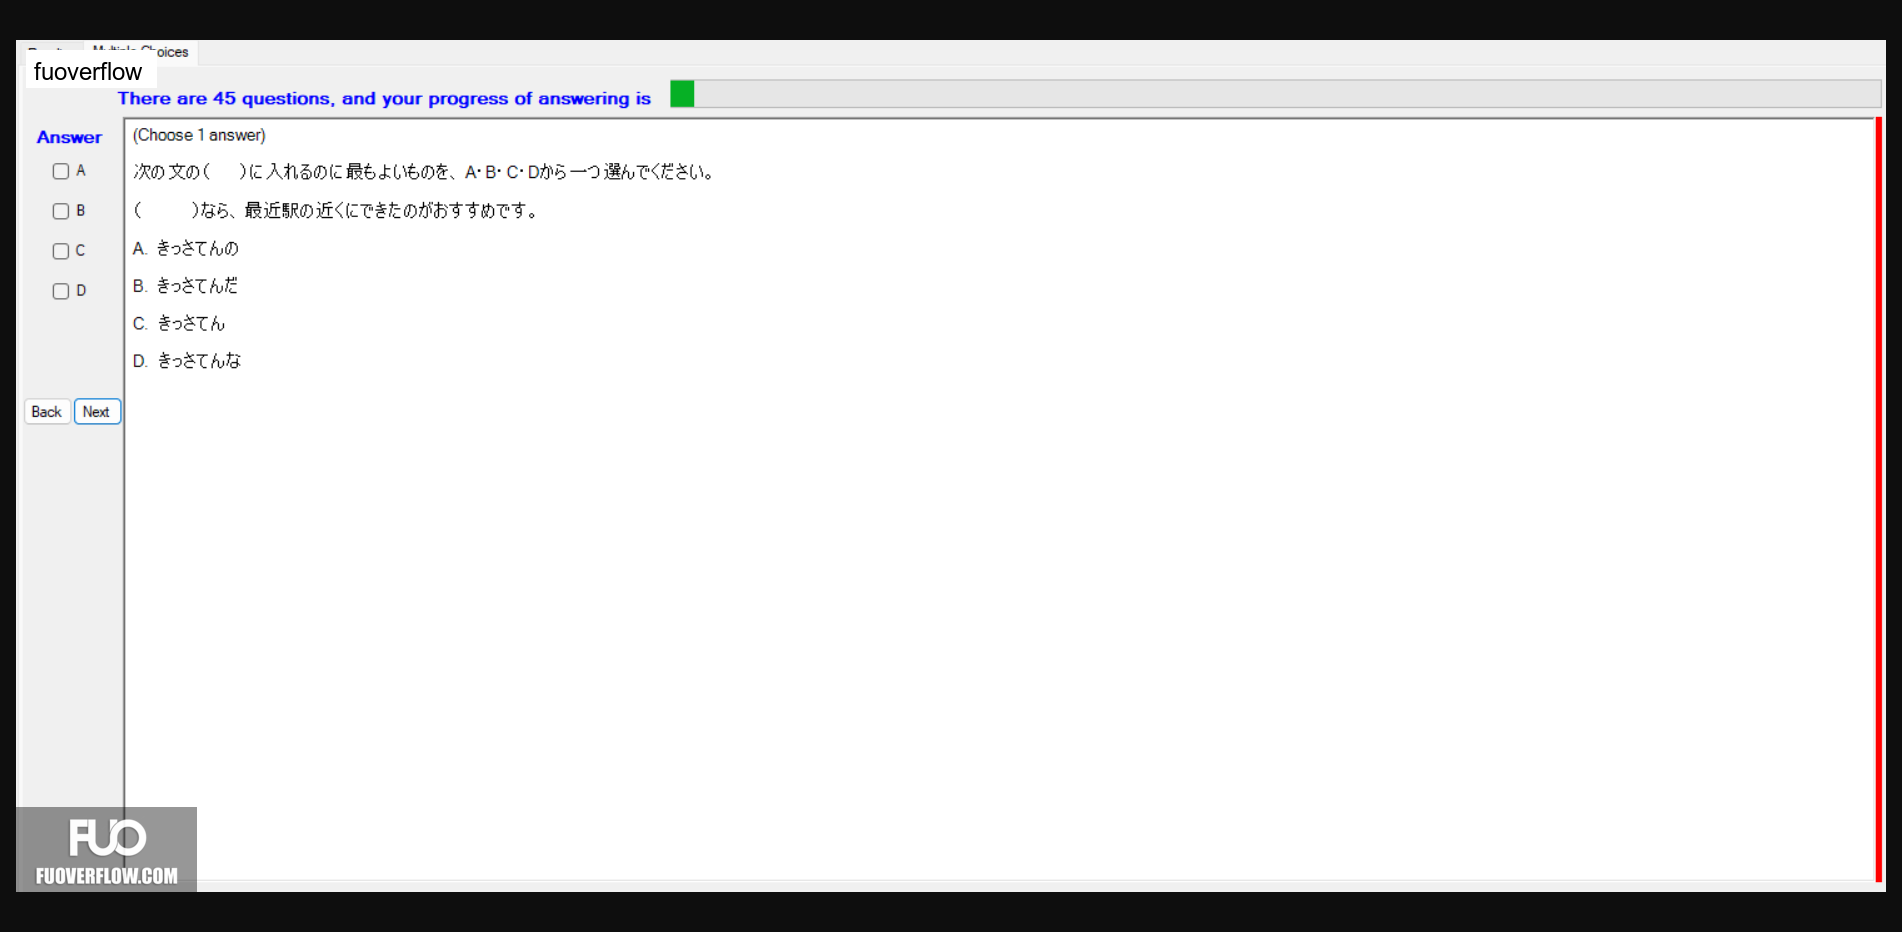 Choices
fuoverflow
There are 45 questions, and your progress of answering is
Answer
(Choose 1 answer)
A
次の文の(　　)に入れるのに最もよいものを、A・B・C・Dから一つ選んでください。
B
(　　　)なら、最近駅の近くにできたのがおすすめです。
C
A. きっさてんの
D
B. きっさてんだ
C. きっさてん
D. きっさてんな
Back Next
FUO
FUOVERFLOW.COM